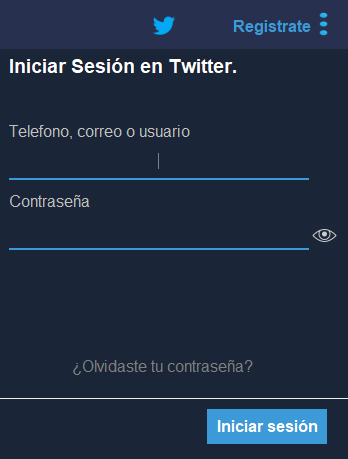 Registrate
Iniciar Sesión en Twitter.
Telefono, correo o usuario
Contraseña
¿Olvidaste tu contraseña?
Iniciar sesión